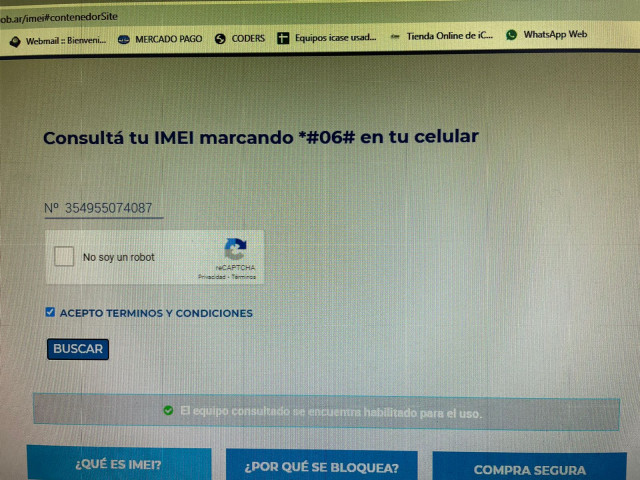 ob.ar/imei#contenedorSite
Webmail :: Bienveni... MERCADO PAGO CODERS Equipos icase usad... Tienda Online de iC... WhatsApp Web
Consultá tu IMEI marcando *#06# en tu celular
Nº 354955074087
No soy un robot
reCAPTCHA
Privacidad - Términos
ACEPTO TERMINOS Y CONDICIONES
BUSCAR
El equipo consultado se encuentra habilitado para el uso.
¿QUÉ ES IMEI? ¿POR QUÉ SE BLOQUEA? COMPRA SEGURA